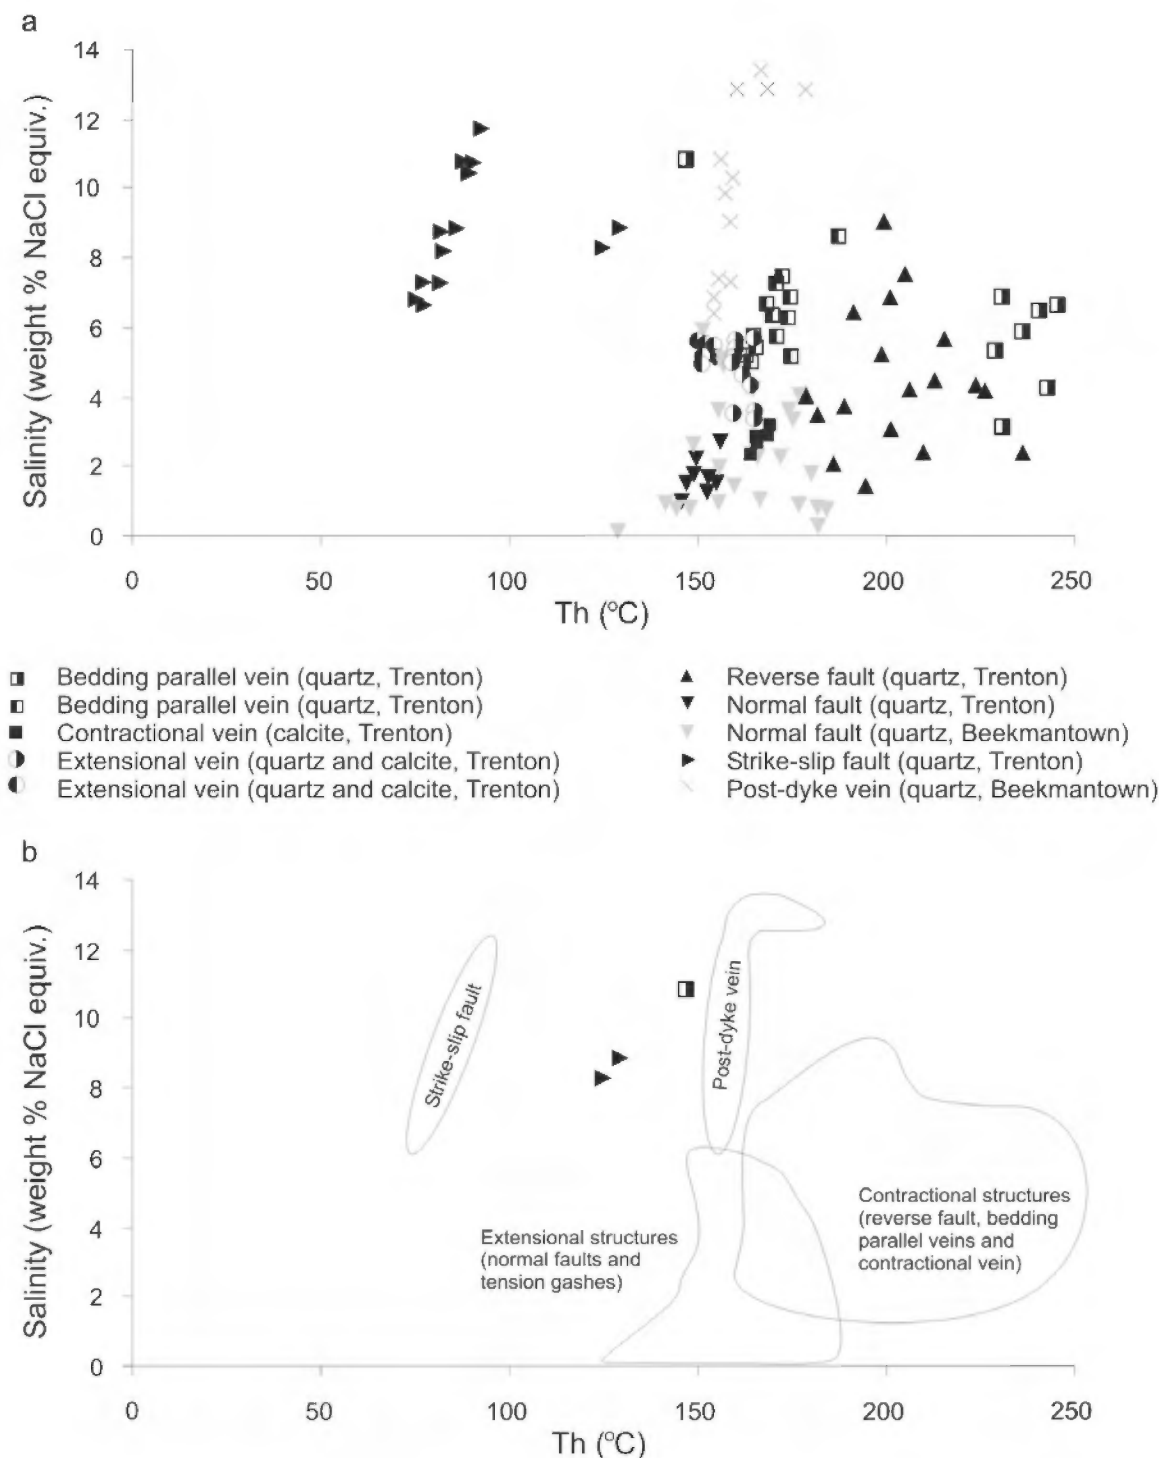 a
14
12
10
8
6
4
2
0
Salinity (weight % NaCl equiv.)
0 50 100 150 200 250
Th (°C)
Bedding parallel vein (quartz, Trenton)
Bedding parallel vein (quartz, Trenton)
Contractional vein (calcite, Trenton)
Extensional vein (quartz and calcite, Trenton)
Extensional vein (quartz and calcite, Trenton)
Reverse fault (quartz, Trenton)
Normal fault (quartz, Trenton)
Normal fault (quartz, Beekmantown)
Strike-slip fault (quartz, Trenton)
Post-dyke vein (quartz, Beekmantown)
b
14
12
10
8
6
4
2
0
Salinity (weight % NaCl equiv.)
Strike-slip fault
Post-dyke vein
Extensional structures
(normal faults and
tension gashes)
Contractional structures
(reverse fault, bedding
parallel veins and
contractional vein)
0 50 100 150 200 250
Th (°C)